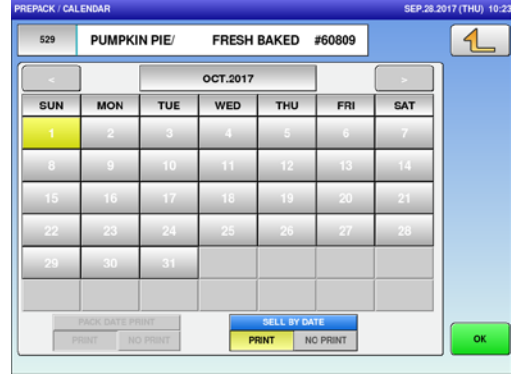 PREPACK / CALENDAR SEP.28.2017 (THU) 10:23
529 PUMPKIN PIE/ FRESH BAKED #60809
< OCT.2017 >
SUN MON TUE WED THU FRI SAT
1 2 3 4 5 6 7
8 9 10 11 12 13 14
15 16 17 18 19 20 21
22 23 24 25 26 27 28
29 30 31
PACK DATE PRINT SELL BY DATE
PRINT NO PRINT PRINT NO PRINT
OK